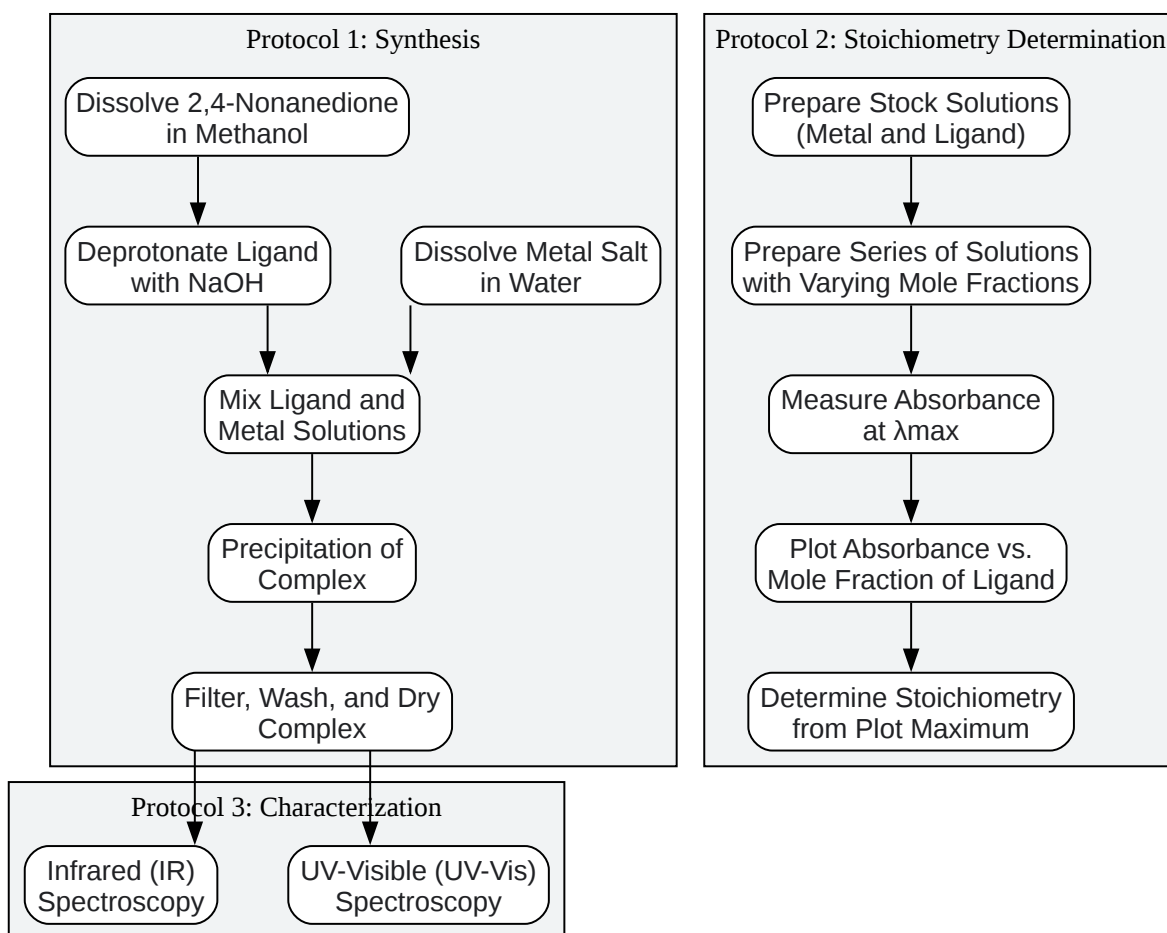 Protocol 1: Synthesis
Dissolve 2,4-Nonanedione
in Methanol
Deprotonate Ligand
with NaOH
Dissolve Metal Salt
in Water
Mix Ligand and
Metal Solutions
Precipitation of
Complex
Filter, Wash, and Dry
Complex
Protocol 2: Stoichiometry Determination
Prepare Stock Solutions
(Metal and Ligand)
Prepare Series of Solutions
with Varying Mole Fractions
Measure Absorbance
at λmax
Plot Absorbance vs.
Mole Fraction of Ligand
Determine Stoichiometry
from Plot Maximum
Protocol 3: Characterization
Infrared (IR)
Spectroscopy
UV-Visible (UV-Vis)
Spectroscopy